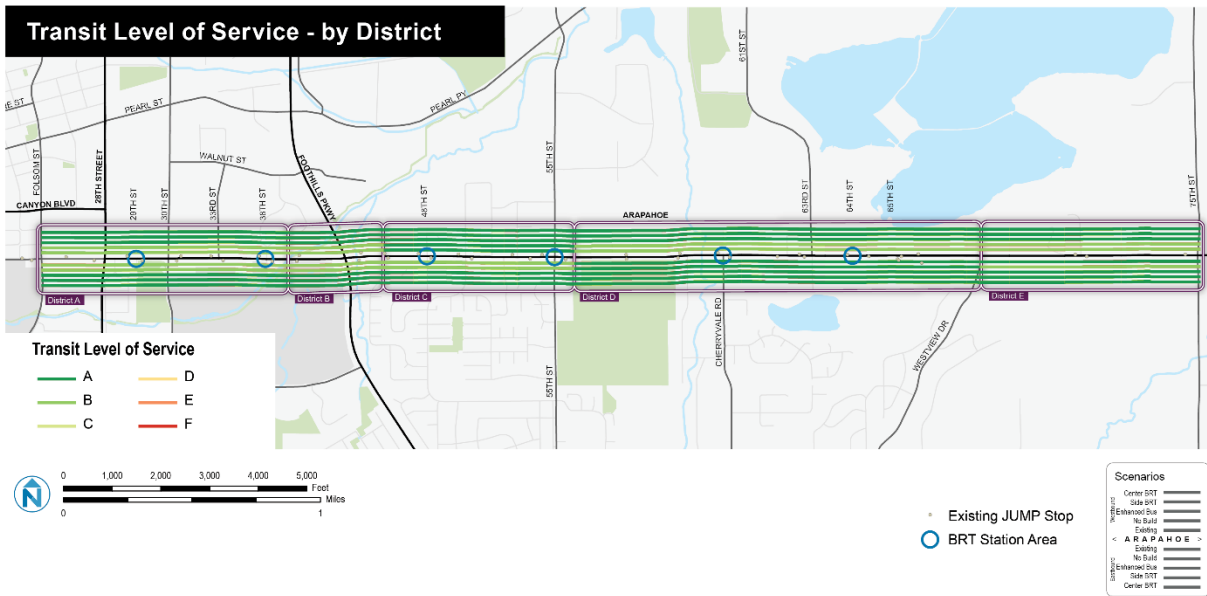 Transit Level of Service - by District
61ST ST
PEARL ST
PEARL PY
FOLSOM ST
28TH STREET
WALNUT ST
FOOTHILLS PKWY
55TH ST
CANYON BLVD
29TH ST
30TH ST
33RD ST
38TH ST
48TH ST
63RD ST
64TH ST
65TH ST
75TH ST
ARAPAHOE
District A
District B
District C
District D
District E
55TH ST
CHERRYVALE RD
WESTVIEW DR
Transit Level of Service
A D
B E
C F
0 1,000 2,000 3,000 4,000 5,000
Feet
Miles
0 1
N
Existing JUMP Stop
BRT Station Area
Scenarios
Westbound
Center BRT
Side BRT
Enhanced Bus
No Build
Existing
< ARAPAHOE >
Eastbound
Existing
No Build
Enhanced Bus
Side BRT
Center BRT